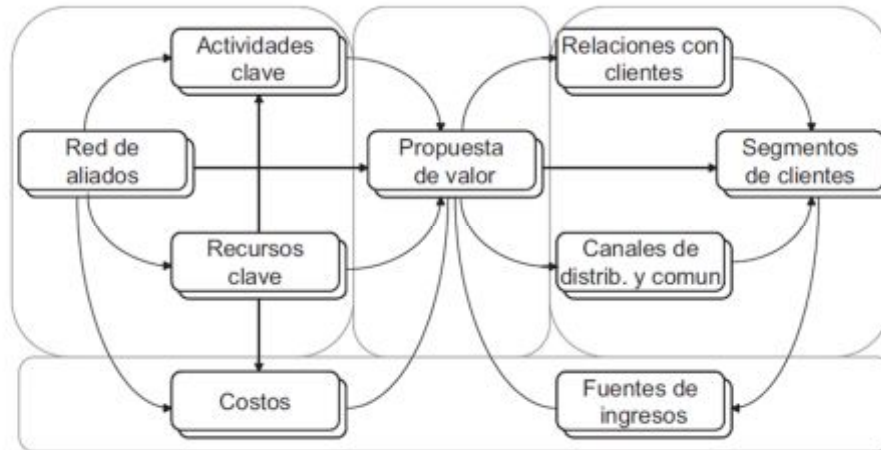 Actividades
clave
Relaciones con
clientes
Red de
aliados
Propuesta
de valor
Segmentos
de clientes
Recursos
clave
Canales de
distrib. y comun.
Costos
Fuentes de
ingresos